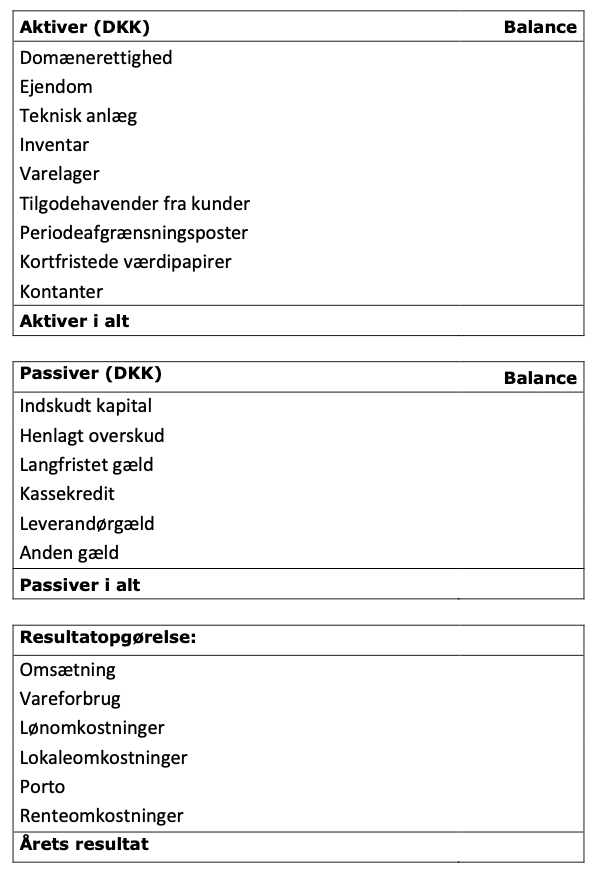 Aktiver (DKK) Balance
Domænerettighed
Ejendom
Teknisk anlæg
Inventar
Varelager
Tilgodehavender fra kunder
Periodeafgrænsningsposter
Kortfristede værdipapirer
Kontanter
Aktiver i alt
Passiver (DKK) Balance
Indskudt kapital
Henlagt overskud
Langfristet gæld
Kassekredit
Leverandørgæld
Anden gæld
Passiver i alt
Resultatopgørelse:
Omsætning
Vareforbrug
Lønomkostninger
Lokaleomkostninger
Porto
Renteomkostninger
Årets resultat